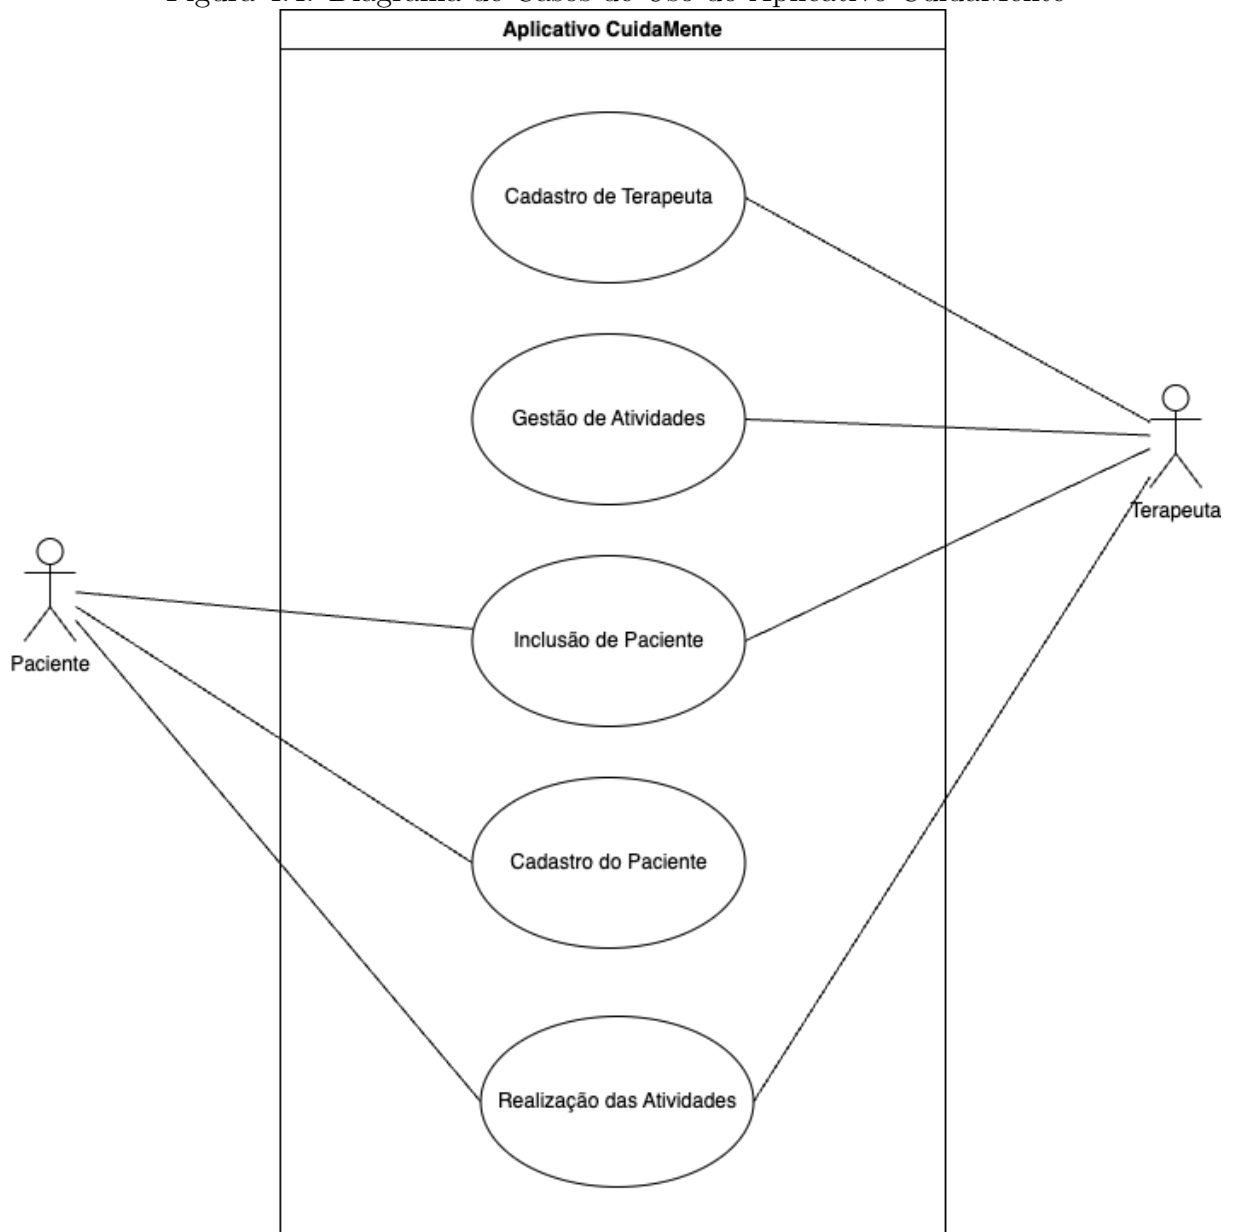 Aplicativo CuidaMente
Cadastro de Terapeuta
Gestão de Atividades
Terapeuta
Inclusão de Paciente
Paciente
Cadastro do Paciente
Realização das Atividades